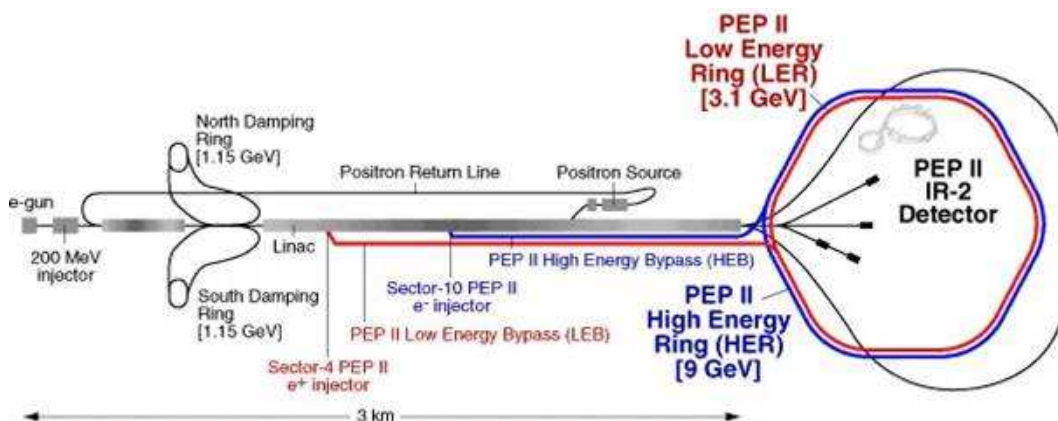 PEP II
Low Energy
Ring (LER)
[3.1 GeV]
North Damping
Ring
[1.15 GeV]
Positron Return Line
Positron Source
e-gun
200 MeV
injector
Linac
PEP II
IR-2
Detector
PEP II High Energy Bypass (HEB)
South Damping
Ring
[1.15 GeV]
Sector-10 PEP II
e⁻ injector
PEP II Low Energy Bypass (LEB)
Sector-4 PEP II
e⁺ injector
PEP II
High Energy
Ring (HER)
[9 GeV]
3 km